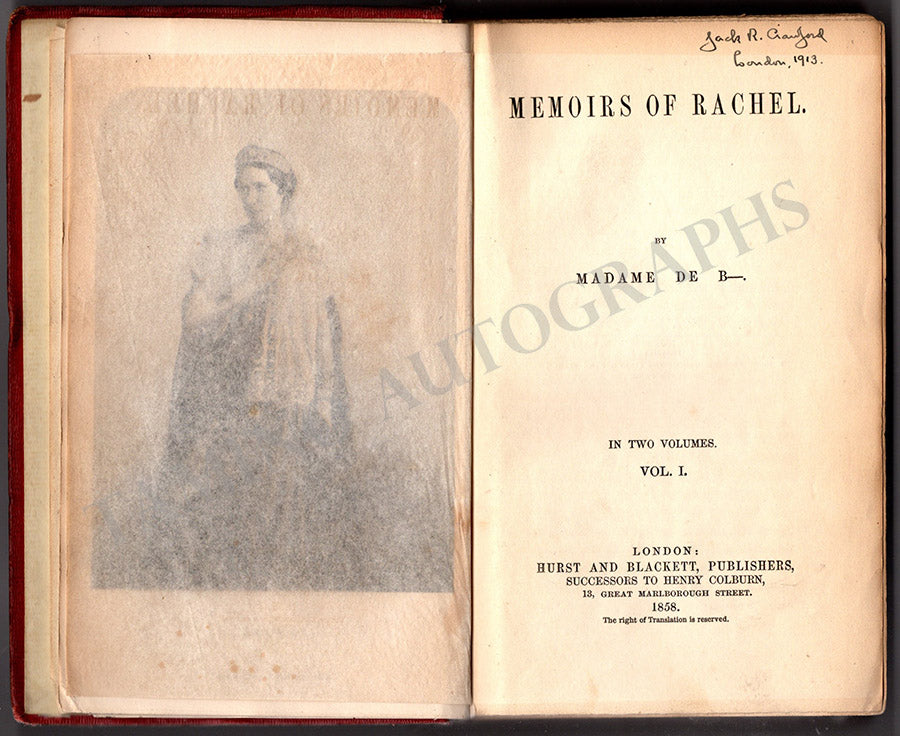 Jack R. Crawford
London, 1913.
MEMOIRS OF RACHEL.
BY
MADAME DE B—.
IN TWO VOLUMES.
VOL. I.
LONDON:
HURST AND BLACKETT, PUBLISHERS,
SUCCESSORS TO HENRY COLBURN,
13, GREAT MARLBOROUGH STREET.
1858.
The right of Translation is reserved.
AUTOGRAPHS